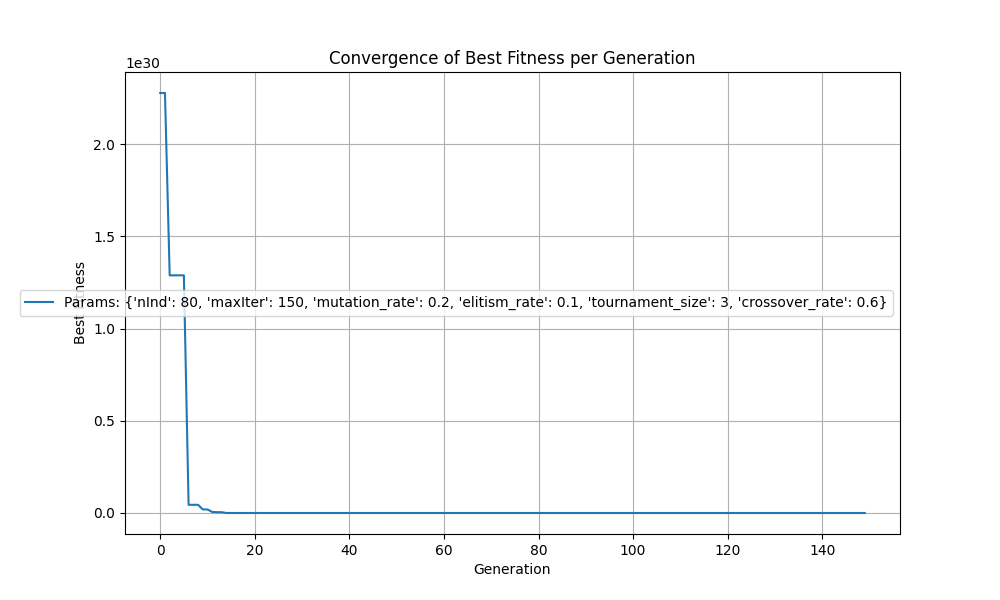 Convergence of Best Fitness per Generation
1e30
2.0
1.5
1.0
0.5
0.0
Best
ness
Params: {'nInd': 80, 'maxIter': 150, 'mutation_rate': 0.2, 'elitism_rate': 0.1, 'tournament_size': 3, 'crossover_rate': 0.6}
0 20 40 60 80 100 120 140
Generation